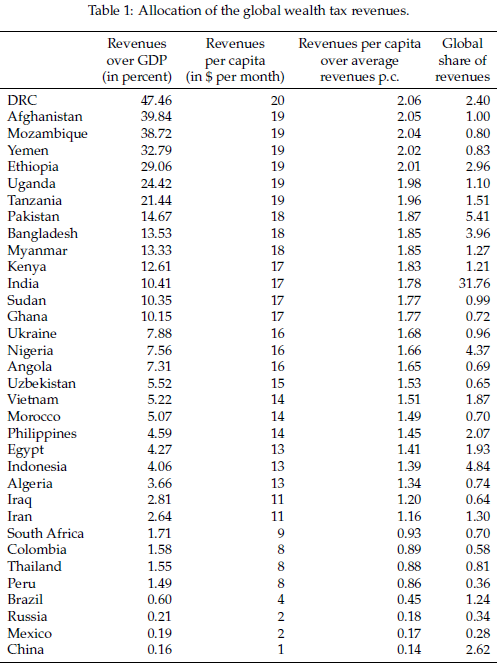 Table 1: Allocation of the global wealth tax revenues.
Revenues Revenues Revenues per capita Global
over GDP per capita over average share of
(in percent) (in $ per month) revenues p.c. revenues
DRC 47.46 20 2.06 2.40
Afghanistan 39.84 19 2.05 1.00
Mozambique 38.72 19 2.04 0.80
Yemen 32.79 19 2.02 0.83
Ethiopia 29.06 19 2.01 2.96
Uganda 24.42 19 1.98 1.10
Tanzania 21.44 19 1.96 1.51
Pakistan 14.67 18 1.87 5.41
Bangladesh 13.53 18 1.85 3.96
Myanmar 13.33 18 1.85 1.27
Kenya 12.61 17 1.83 1.21
India 10.41 17 1.78 31.76
Sudan 10.35 17 1.77 0.99
Ghana 10.15 17 1.77 0.72
Ukraine 7.88 16 1.68 0.96
Nigeria 7.56 16 1.66 4.37
Angola 7.31 16 1.65 0.69
Uzbekistan 5.52 15 1.53 0.65
Vietnam 5.22 14 1.51 1.87
Morocco 5.07 14 1.49 0.70
Philippines 4.59 14 1.45 2.07
Egypt 4.27 13 1.41 1.93
Indonesia 4.06 13 1.39 4.84
Algeria 3.66 13 1.34 0.74
Iraq 2.81 11 1.20 0.64
Iran 2.64 11 1.16 1.30
South Africa 1.71 9 0.93 0.70
Colombia 1.58 8 0.89 0.58
Thailand 1.55 8 0.88 0.81
Peru 1.49 8 0.86 0.36
Brazil 0.60 4 0.45 1.24
Russia 0.21 2 0.18 0.34
Mexico 0.19 2 0.17 0.28
China 0.16 1 0.14 2.62